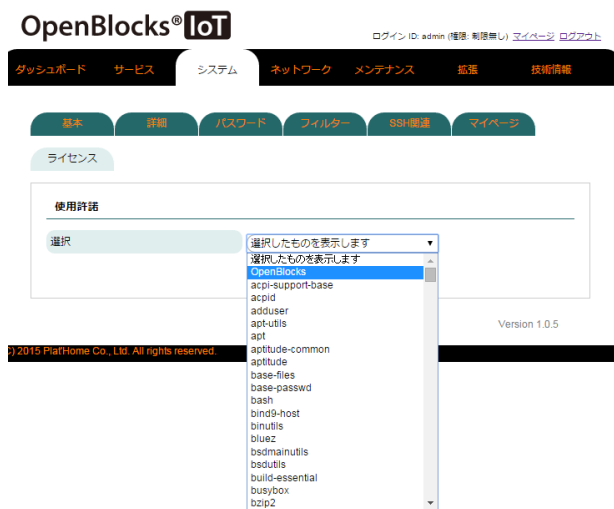 OpenBlocks® IoT
ログイン ID: admin (権限: 制限無し) マイページ ログアウト
ダッシュボード サービス システム ネットワーク メンテナンス 拡張 技術情報
基本 詳細 パスワード フィルター SSH関連 マイページ
ライセンス
使用許諾
選択 選択したものを表示します
選択したものを表示します
OpenBlocks
acpi-support-base
acpid
adduser
apt-utils
apt
aptitude-common
aptitude
base-files
base-passwd
bash
bind9-host
binutils
bluez
bsdmainutils
bsdutils
build-essential
busybox
bzip2
Version 1.0.5
) 2015 Plat'Home Co., Ltd. All rights reserved.